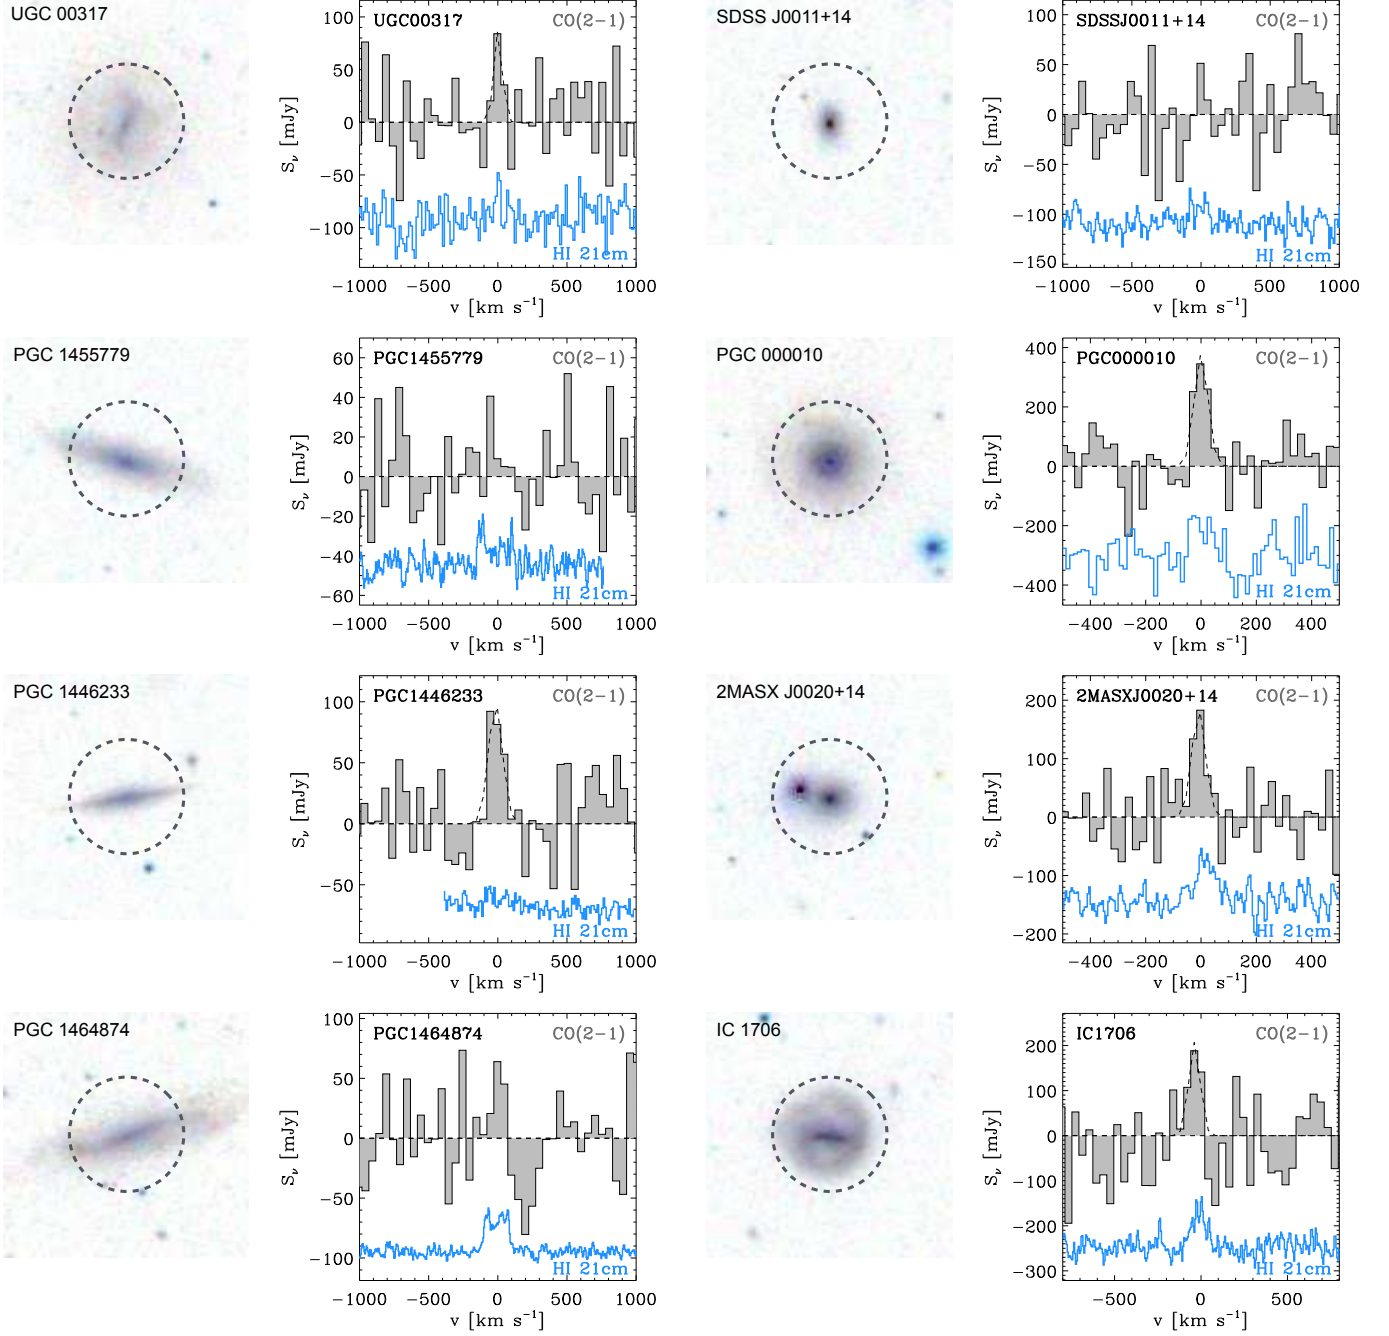 UGC 00317
UGC00317 CO(2−1)
100
50
0
−50
−100
Sν [mJy]
HI 21cm
−1000 −500 0 500 1000
v [km s⁻¹]
SDSS J0011+14
SDSSJ0011+14 CO(2−1)
100
50
0
−50
−100
−150
Sν [mJy]
HI 21cm
−1000 −500 0 500 1000
v [km s⁻¹]
PGC 1455779
PGC1455779 CO(2−1)
60
40
20
0
−20
−40
−60
Sν [mJy]
HI 21cm
−1000 −500 0 500 1000
v [km s⁻¹]
PGC 000010
PGC000010 CO(2−1)
400
200
0
−200
−400
Sν [mJy]
HI 21cm
−400 −200 0 200 400
v [km s⁻¹]
PGC 1446233
PGC1446233 CO(2−1)
100
50
0
−50
Sν [mJy]
HI 21cm
−1000 −500 0 500 1000
v [km s⁻¹]
2MASX J0020+14
2MASXJ0020+14 CO(2−1)
200
100
0
−100
−200
Sν [mJy]
HI 21cm
−400 −200 0 200 400
v [km s⁻¹]
PGC 1464874
PGC1464874 CO(2−1)
100
50
0
−50
−100
Sν [mJy]
HI 21cm
−1000 −500 0 500 1000
v [km s⁻¹]
IC 1706
IC1706 CO(2−1)
200
100
0
−100
−200
−300
Sν [mJy]
HI 21cm
−500 0 500
v [km s⁻¹]